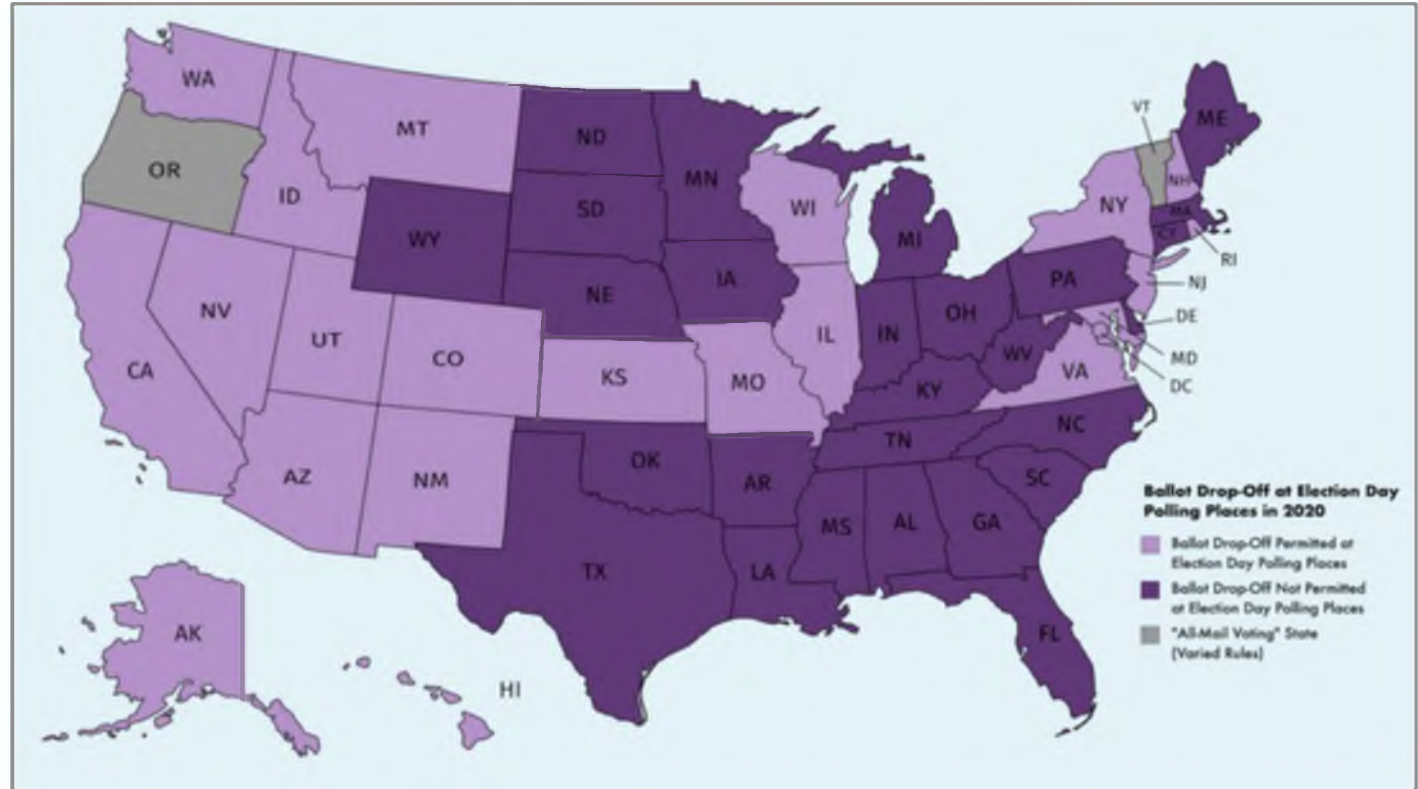 WA
MT
ND
MN
ME
VT
OR
ID
SD
WI
NY
NH
WY
MI
MA
CT
RI
IA
NE
PA
NJ
NV
UT
CO
IL
IN
OH
DE
CA
KS
MO
WV
VA
MD
DC
KY
NC
TN
AZ
NM
OK
AR
SC
MS
AL
GA
TX
LA
FL
AK
HI
Ballot Drop-Off at Election Day
Polling Places in 2020
Ballot Drop-Off Permitted at
Election Day Polling Places
Ballot Drop-Off Not Permitted
at Election Day Polling Places
"All-Mail Voting" State
(Varied Rules)